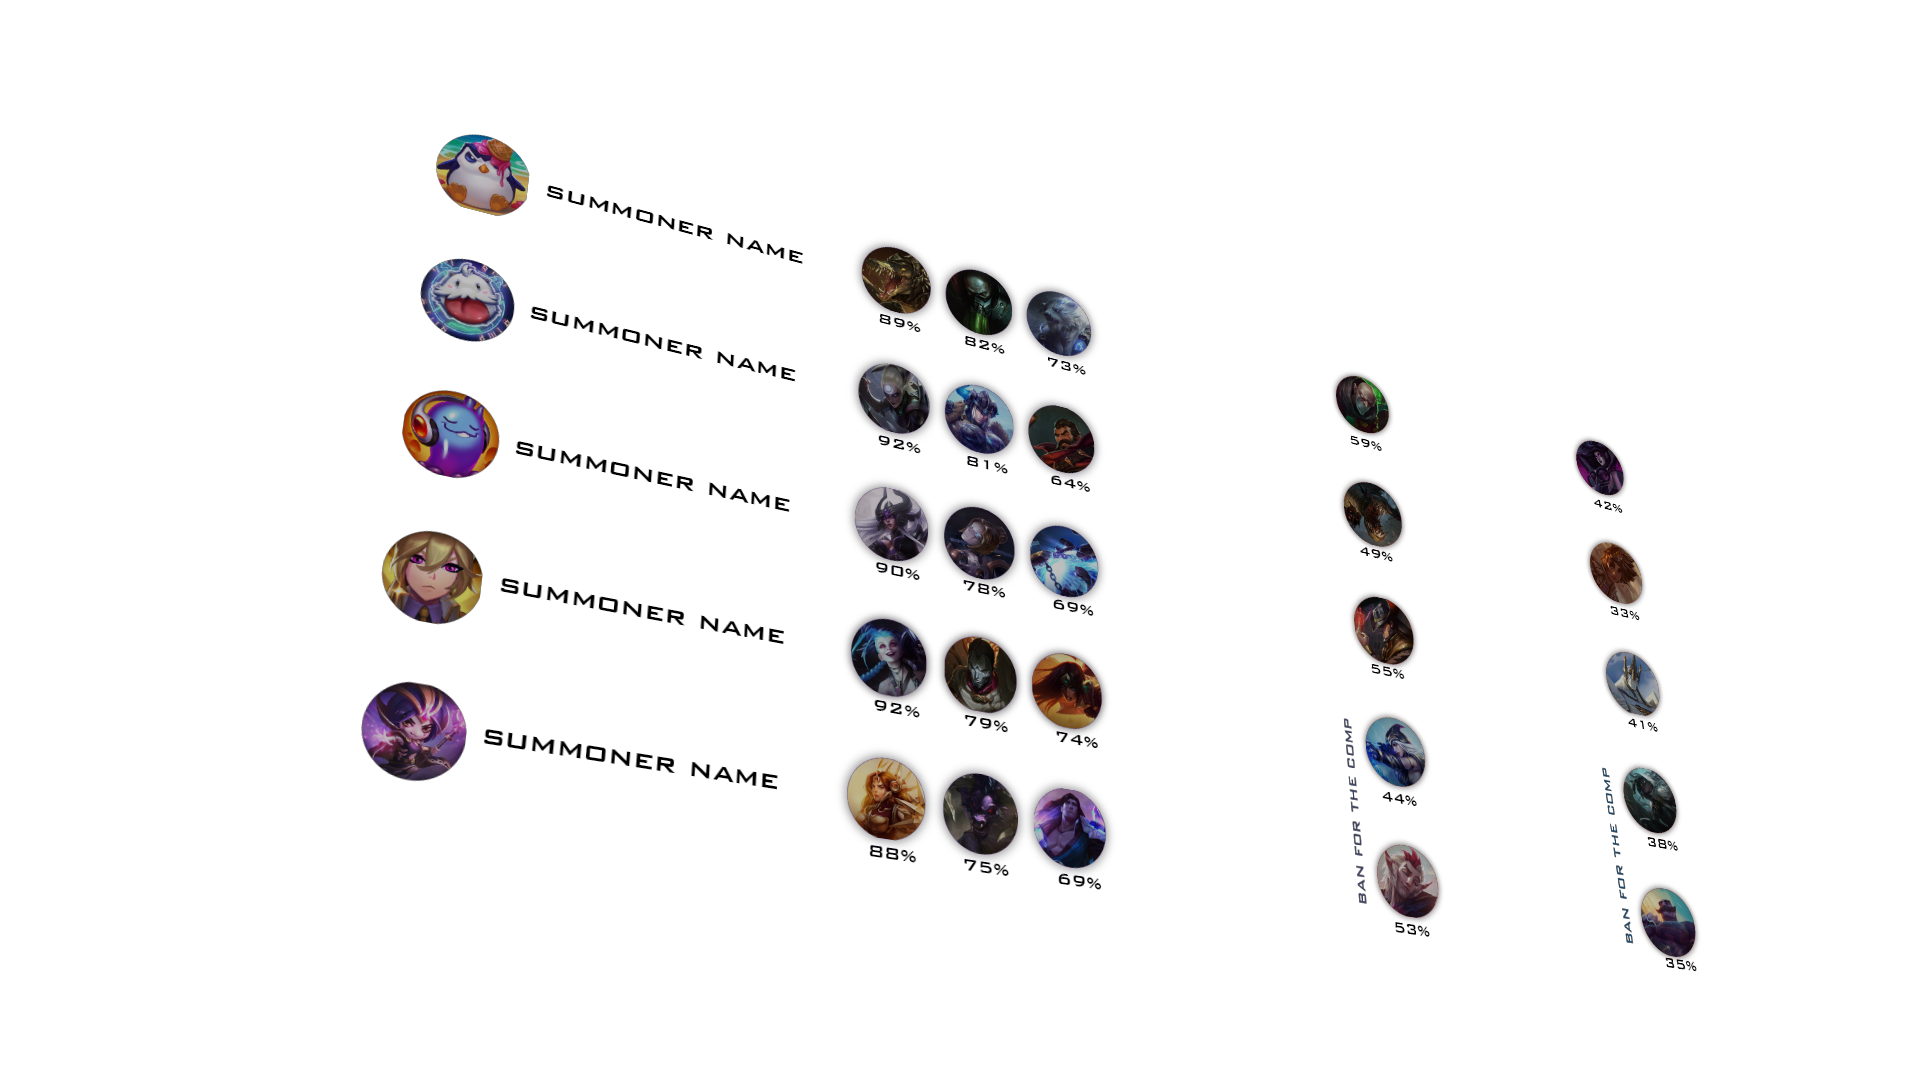 SUMMONER NAME
89% 82% 73%
SUMMONER NAME
92% 81% 64%
SUMMONER NAME
90% 78% 69%
SUMMONER NAME
92% 79% 74%
SUMMONER NAME
88% 75% 69%
59%
49%
55%
44%
53%
BAN FOR THE COMP
42%
33%
41%
38%
35%
BAN FOR THE COMP